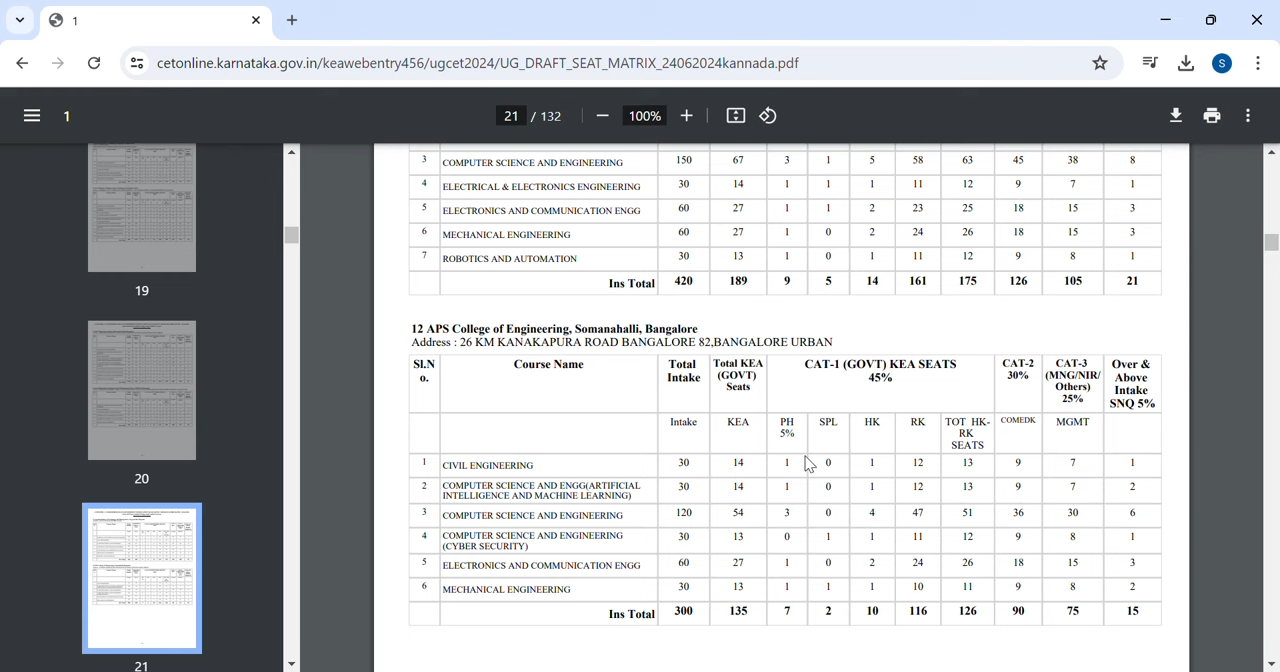 1
cetonline.karnataka.gov.in/keawebentry456/ugcet2024/UG_DRAFT_SEAT_MATRIX_24062024kannada.pdf
S
1
21 / 132
100%
19
20
21
3 COMPUTER SCIENCE AND ENGINEERING 150 67 3 1 5 58 63 45 38 8
4 ELECTRICAL & ELECTRONICS ENGINEERING 30 14 1 1 1 11 12 9 7 1
5 ELECTRONICS AND COMMUNICATION ENGG 60 27 1 1 2 23 25 18 15 3
6 MECHANICAL ENGINEERING 60 27 1 0 2 24 26 18 15 3
7 ROBOTICS AND AUTOMATION 30 13 1 0 1 11 12 9 8 1
Ins Total 420 189 9 5 14 161 175 126 105 21
12 APS College of Engineering, Somanahalli, Bangalore
Address : 26 KM KANAKAPURA ROAD BANGALORE 82,BANGALORE URBAN
Sl.N
o.
Course Name
Total
Intake
Total KEA
(GOVT)
Seats
CAT-1 (GOVT) KEA SEATS
45%
CAT-2
30%
CAT-3
(MNG/NIR/
Others)
25%
Over &
Above
Intake
SNQ 5%
Intake
KEA
PH
5%
SPL
HK
RK
TOT HK-
RK
SEATS
COMEDK
MGMT
1 CIVIL ENGINEERING 30 14 1 0 1 12 13 9 7 1
2 COMPUTER SCIENCE AND ENGG(ARTIFICIAL 30 14 1 0 1 12 13 9 7 2
INTELLIGENCE AND MACHINE LEARNING)
3 COMPUTER SCIENCE AND ENGINEERING 120 54 3 0 4 47 51 36 30 6
4 COMPUTER SCIENCE AND ENGINEERING 30 13 0 1 1 11 12 9 8 1
(CYBER SECURITY)
5 ELECTRONICS AND COMMUNICATION ENGG 60 27 1 0 2 24 26 18 15 3
6 MECHANICAL ENGINEERING 30 13 1 1 1 10 11 9 8 2
Ins Total 300 135 7 2 10 116 126 90 75 15